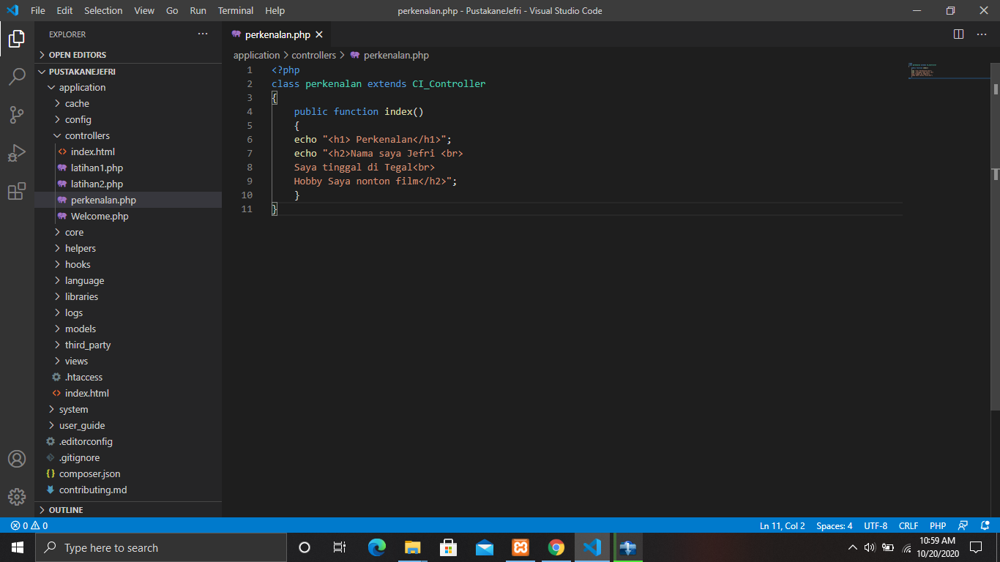 File Edit Selection View Go Run Terminal Help perkenalan.php - PustakaneJefri - Visual Studio Code
EXPLORER
OPEN EDITORS
PUSTAKANEJEFRI
application
cache
config
controllers
index.html
latihan1.php
latihan2.php
perkenalan.php
Welcome.php
core
helpers
hooks
language
libraries
logs
models
third_party
views
.htaccess
index.html
system
user_guide
.editorconfig
.gitignore
composer.json
contributing.md
OUTLINE
perkenalan.php
application > controllers > perkenalan.php
1 <?php
2 class perkenalan extends CI_Controller
3 {
4 public function index()
5 {
6 echo "<h1> Perkenalan</h1>";
7 echo "<h2>Nama saya Jefri <br>
8 Saya tinggal di Tegal<br>
9 Hobby Saya nonton film</h2>";
10 }
11 }
0 0 Ln 11, Col 2 Spaces: 4 UTF-8 CRLF PHP
Type here to search
10:59 AM
10/20/2020